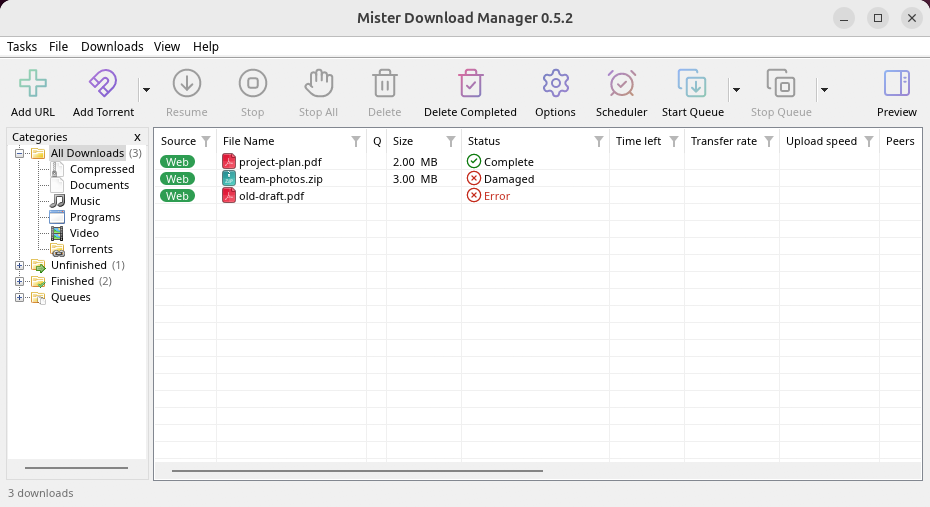 Mister Download Manager 0.5.2
Tasks File Downloads View Help
Add URL Add Torrent Resume Stop Stop All Delete Delete Completed Options Scheduler Start Queue Stop Queue Preview
Categories x
Source File Name Q Size Status Time left Transfer rate Upload speed Peers
All Downloads (3)
Compressed
Documents
Music
Programs
Video
Torrents
Unfinished (1)
Finished (2)
Queues
Web project-plan.pdf 2.00 MB Complete
Web team-photos.zip 3.00 MB Damaged
Web old-draft.pdf Error
3 downloads